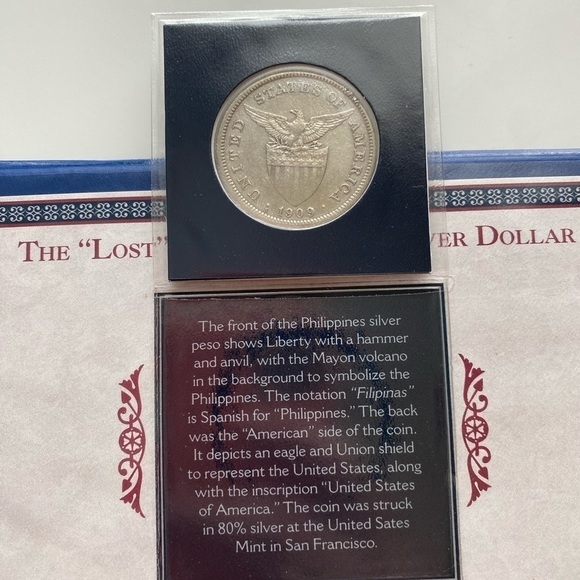 UNITED STATES OF AMERICA
1909
THE "LOST" VER DOLLAR
The front of the Philippines silver
peso shows Liberty with a hammer
and anvil, with the Mayon volcano
in the background to symbolize the
Philippines. The notation "Filipinas"
is Spanish for "Philippines." The back
was the "American" side of the coin.
It depicts an eagle and Union shield
to represent the United States, along
with the inscription "United States
of America." The coin was struck
in 80% silver at the United Sates
Mint in San Francisco.